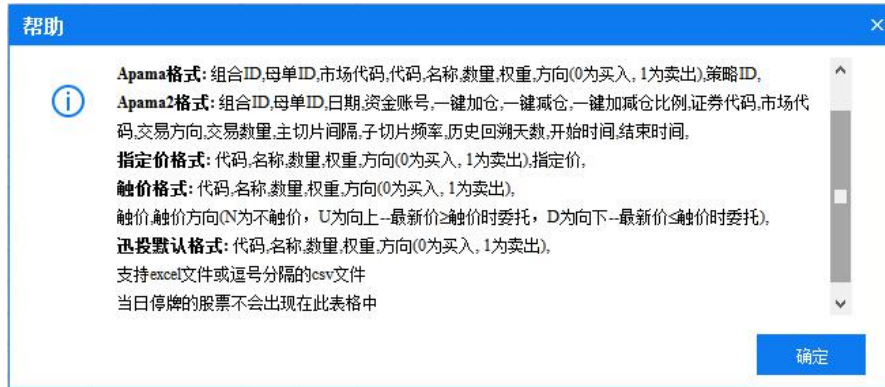 帮助
Apama格式: 组合ID,母单ID,市场代码,代码,名称,数量,权重,方向(0为买入, 1为卖出),策略ID,
Apama2格式: 组合ID,母单ID,日期,资金账号,一键加仓,一键减仓,一键加减仓比例,证券代码,市场代
码,交易方向,交易数量,主切片间隔,子切片频率,历史回溯天数,开始时间,结束时间,
指定价格式: 代码,名称,数量,权重,方向(0为买入, 1为卖出),指定价,
触价格式: 代码,名称,数量,权重,方向(0为买入, 1为卖出),
触价,触价方向(N为不触价，U为向上--最新价≥触价时委托，D为向下--最新价≤触价时委托),
迅投默认格式: 代码,名称,数量,权重,方向(0为买入, 1为卖出),
支持excel文件或逗号分隔的csv文件
当日停牌的股票不会出现在此表格中
确定